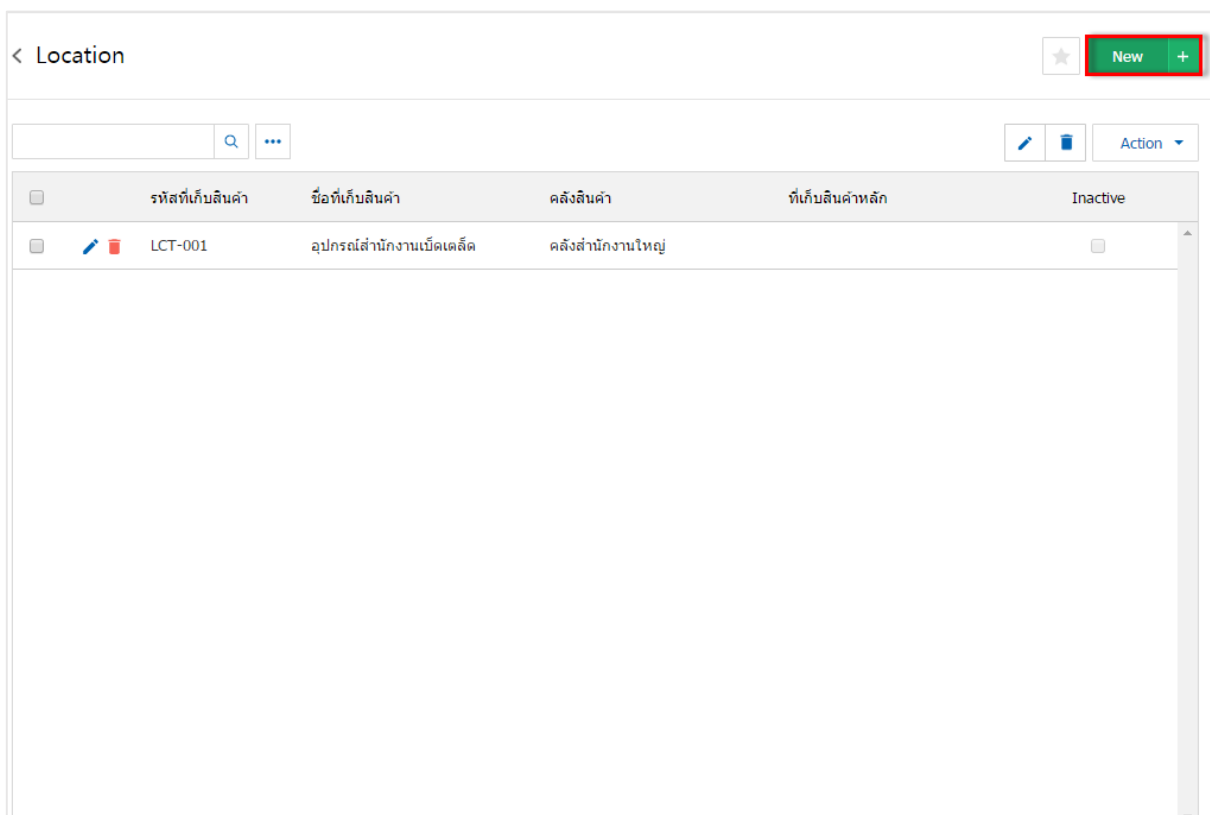 Location
New +
Action
รหัสที่เก็บสินค้า ชื่อที่เก็บสินค้า คลังสินค้า ที่เก็บสินค้าหลัก Inactive
LCT-001 อุปกรณ์สำนักงานเบ็ดเตล็ด คลังสำนักงานใหญ่